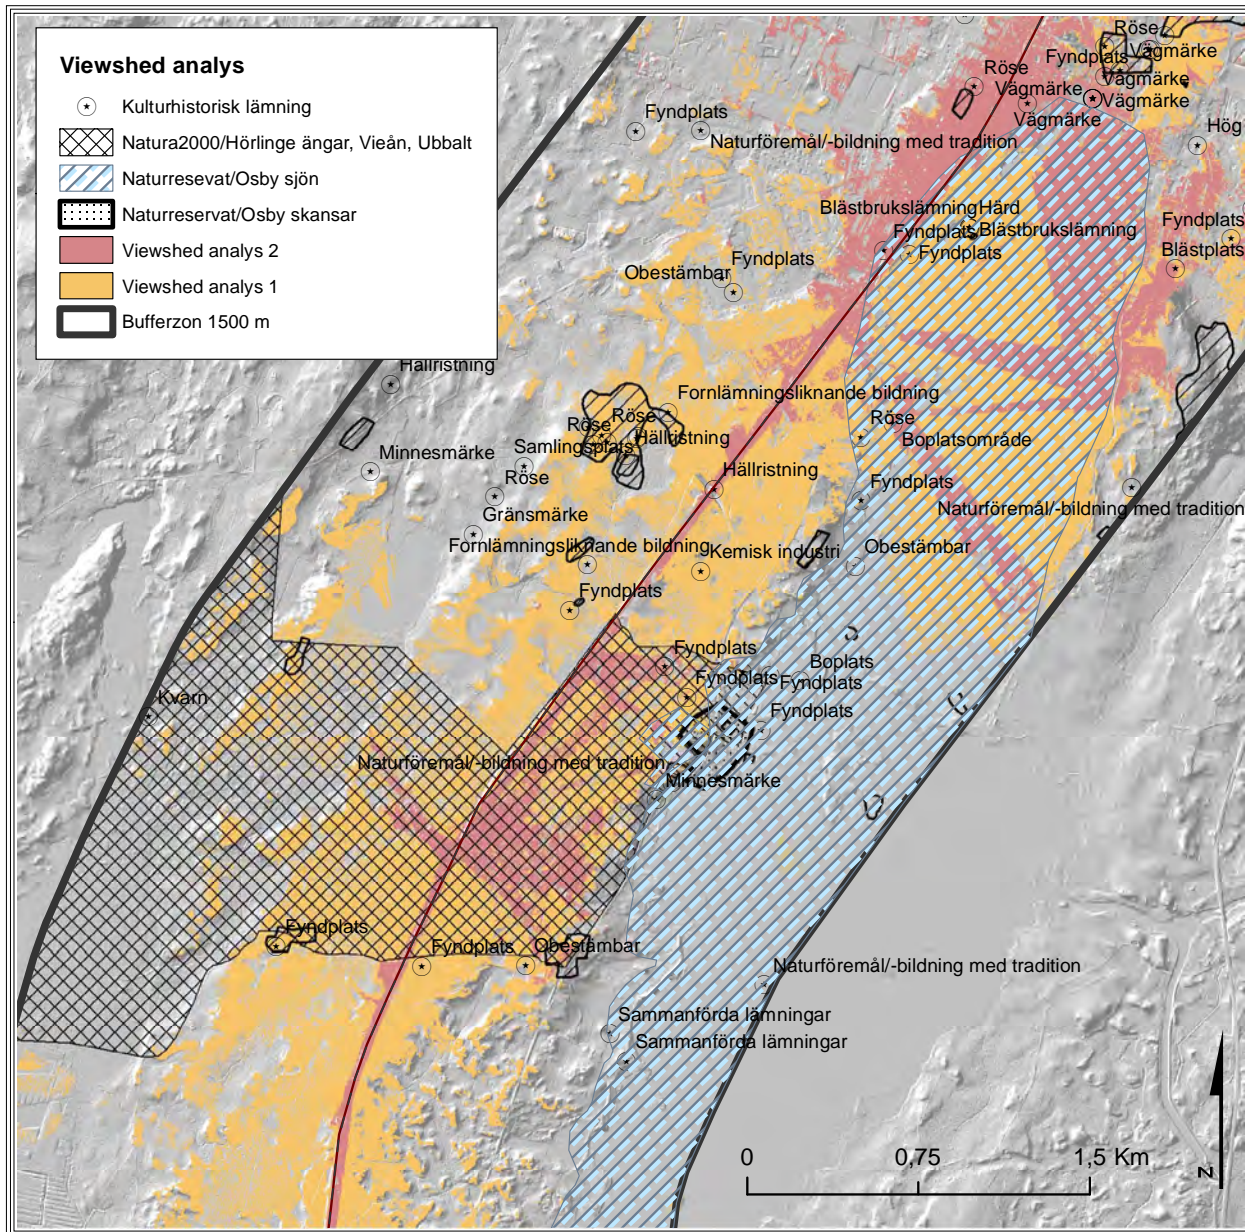 Viewshed analys
Kulturhistorisk lämning
Natura2000/Hörlinge ängar, Vieån, Ubbalt
Naturresevat/Osby sjön
Naturreservat/Osby skansar
Viewshed analys 2
Viewshed analys 1
Bufferzon 1500 m
Röse
Fyndplats
Vägmärke
Röse
Vägmärke
Vägmärke
Vägmärke
Vägmärke
Fyndplats
Naturföremål/-bildning med tradition
Hög
Blästbrukslämning
Härd
Fyndplats
Blästbrukslämning
Fyndplats
Fyndplats
Blästplats
Fyndplats
Obestämbar
Hällristning
Fornlämningsliknande bildning
Röse
Röse
Hällristning
Samlingsplats
Röse
Boplatsområde
Minnesmärke
Röse
Hällristning
Fyndplats
Naturföremål/-bildning med tradition
Gränsmärke
Fornlämningsliknande bildning
Kemisk industri
Obestämbar
Fyndplats
Fyndplats
Boplats
Fyndplats
Fyndplats
Kvarn
Fyndplats
Naturföremål/-bildning med tradition
Minnesmärke
Fyndplats
Fyndplats
Obestämbar
Naturföremål/-bildning med tradition
Sammanförda lämningar
Sammanförda lämningar
0
0,75
1,5 Km
N